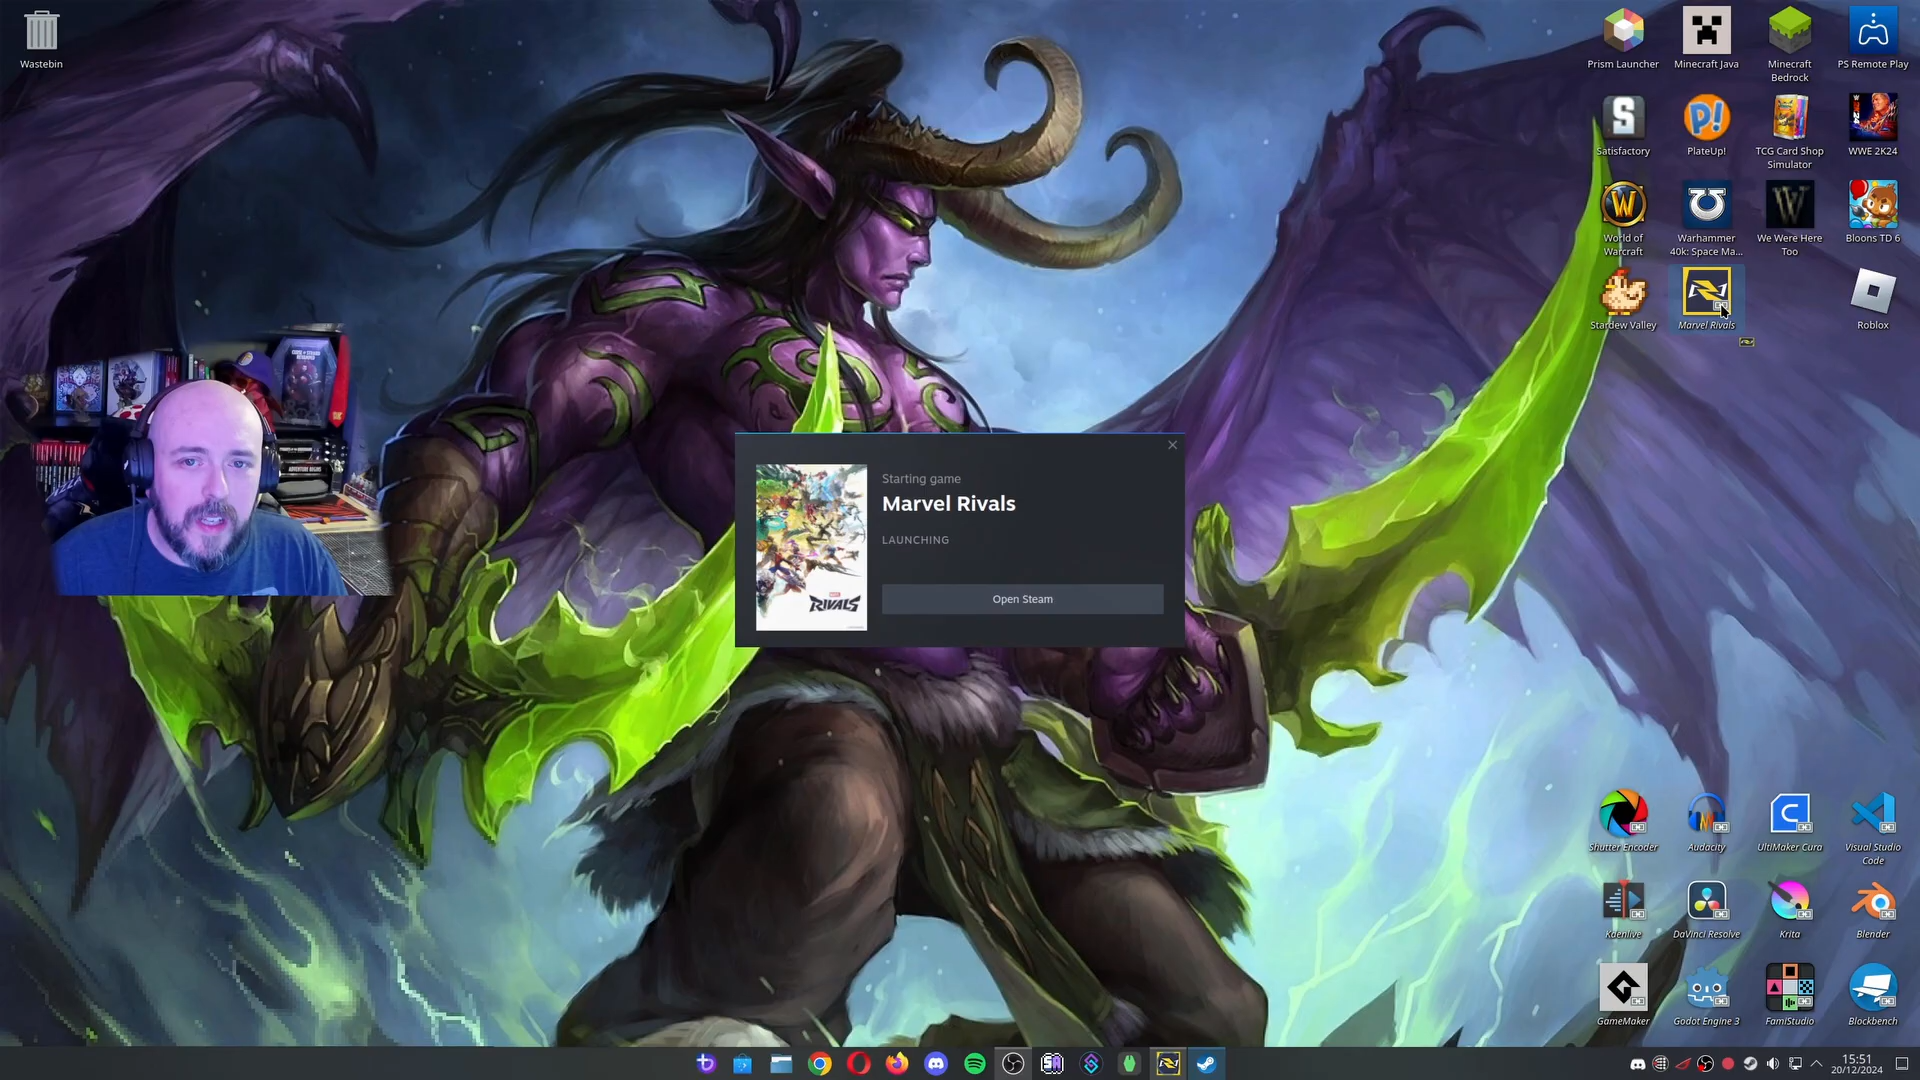 Wastebin
Prism Launcher
Minecraft Java
Minecraft
Bedrock
PS Remote Play
Satisfactory
PlateUp!
TCG Card Shop
Simulator
WWE 2K24
World of
Warcraft
Warhammer
40k: Space Ma...
We Were Here
Too
Bloons TD 6
Stardew Valley
Marvel Rivals
Roblox
Starting game
Marvel Rivals
LAUNCHING
Open Steam
RIVALS
Shutter Encoder
Audacity
UltiMaker Cura
Visual Studio
Code
Kdenlive
DaVinci Resolve
Krita
Blender
GameMaker
Godot Engine 3
FamiStudio
Blockbench
15:51
20/12/2024